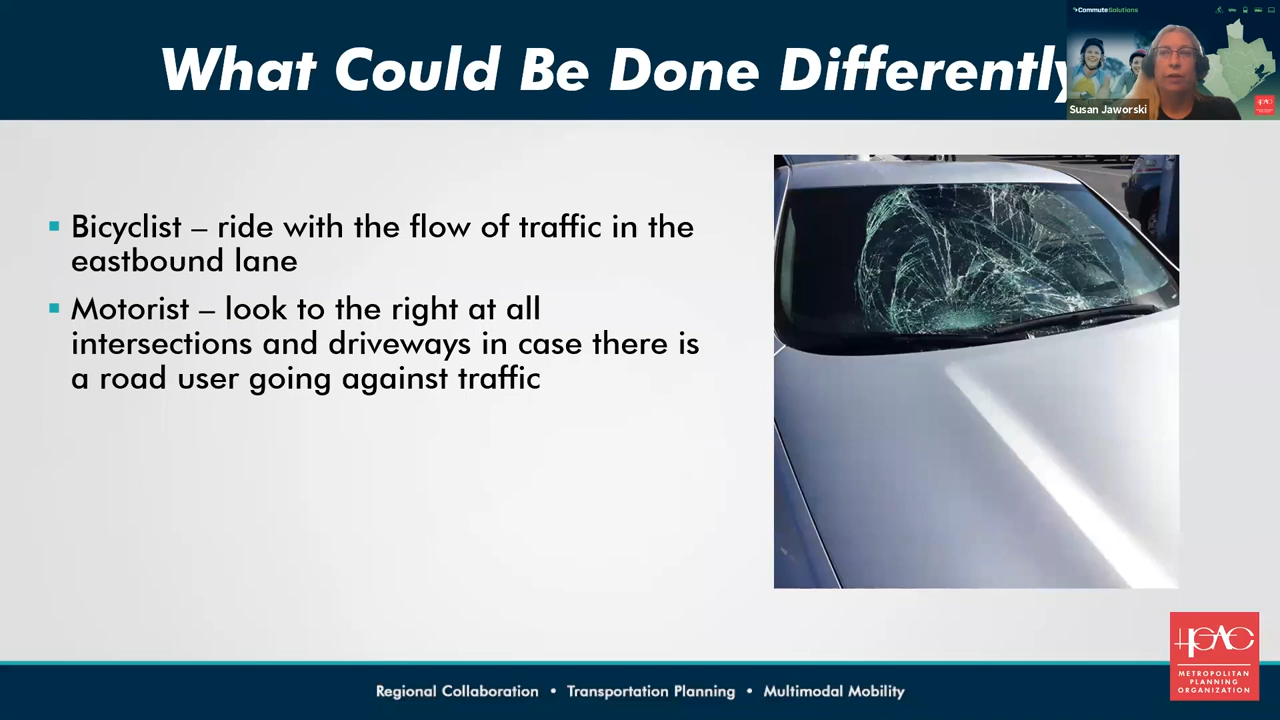 What Could Be Done Differently
CommuteSolutions
Susan Jaworski
Bicyclist – ride with the flow of traffic in the
eastbound lane
Motorist – look to the right at all
intersections and driveways in case there is
a road user going against traffic
HGAC
METROPOLITAN
PLANNING
ORGANIZATION
Regional Collaboration • Transportation Planning • Multimodal Mobility